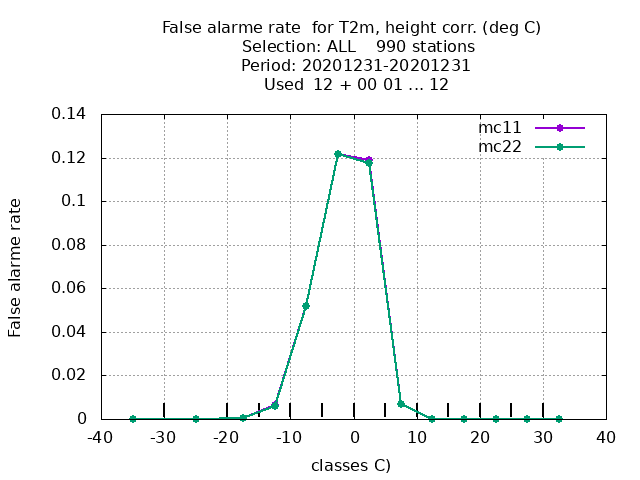 False alarme rate  for T2m, height corr. (deg C)
Selection: ALL    990 stations
Period: 20201231-20201231
Used  12 + 00 01 ... 12
mc11
mc22
False alarme rate
0.14
0.12
0.1
0.08
0.06
0.04
0.02
0
-40 -30 -20 -10 0 10 20 30 40
classes C)